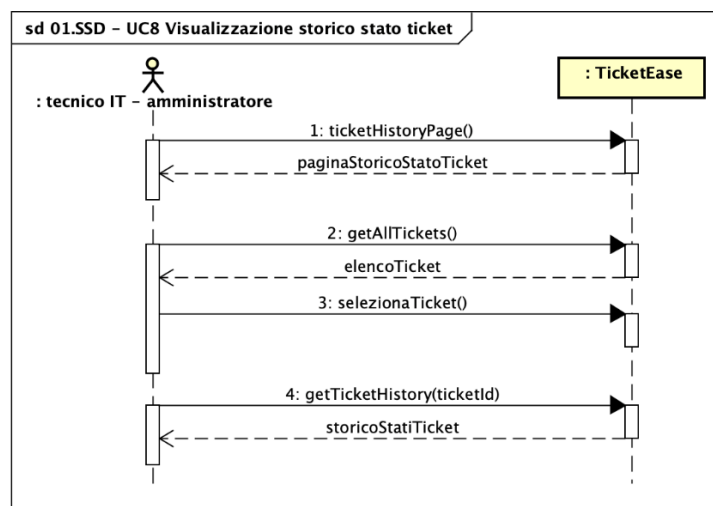 sd 01.SSD - UC8 Visualizzazione storico stato ticket
: tecnico IT - amministratore
: TicketEase
1: ticketHistoryPage()
paginaStoricoStatoTicket
2: getAllTickets()
elencoTicket
3: selezionaTicket()
4: getTicketHistory(ticketId)
storicoStatiTicket